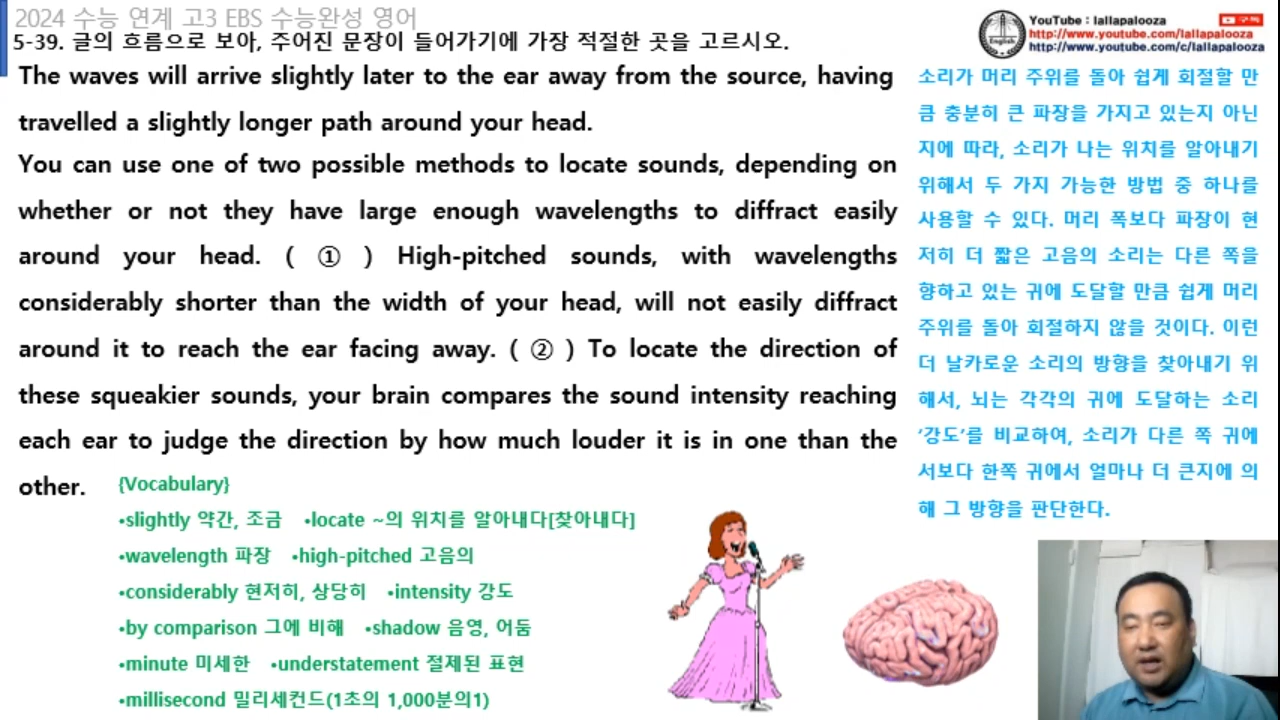 2024 수능 연계 고3 EBS 수능완성 영어
5-39. 글의 흐름으로 보아, 주어진 문장이 들어가기에 가장 적절한 곳을 고르시오.
YouTube : lallapalooza
구독
http://www.youtube.com/lallapalooza
http://www.youtube.com/c/lallapalooza
English
The waves will arrive slightly later to the ear away from the source, having
travelled a slightly longer path around your head.
You can use one of two possible methods to locate sounds, depending on
whether or not they have large enough wavelengths to diffract easily
around your head. ( ① ) High-pitched sounds, with wavelengths
considerably shorter than the width of your head, will not easily diffract
around it to reach the ear facing away. ( ② ) To locate the direction of
these squeakier sounds, your brain compares the sound intensity reaching
each ear to judge the direction by how much louder it is in one than the
other.
소리가 머리 주위를 돌아 쉽게 회절할 만
큼 충분히 큰 파장을 가지고 있는지 아닌
지에 따라, 소리가 나는 위치를 알아내기
위해서 두 가지 가능한 방법 중 하나를
사용할 수 있다. 머리 폭보다 파장이 현
저히 더 짧은 고음의 소리는 다른 쪽을
향하고 있는 귀에 도달할 만큼 쉽게 머리
주위를 돌아 회절하지 않을 것이다. 이런
더 날카로운 소리의 방향을 찾아내기 위
해서, 뇌는 각각의 귀에 도달하는 소리
‘강도’를 비교하여, 소리가 다른 쪽 귀에
서보다 한쪽 귀에서 얼마나 더 큰지에 의
해 그 방향을 판단한다.
{Vocabulary}
•slightly 약간, 조금 •locate ~의 위치를 알아내다[찾아내다]
•wavelength 파장 •high-pitched 고음의
•considerably 현저히, 상당히 •intensity 강도
•by comparison 그에 비해 •shadow 음영, 어둠
•minute 미세한 •understatement 절제된 표현
•millisecond 밀리세컨드(1초의 1,000분의1)